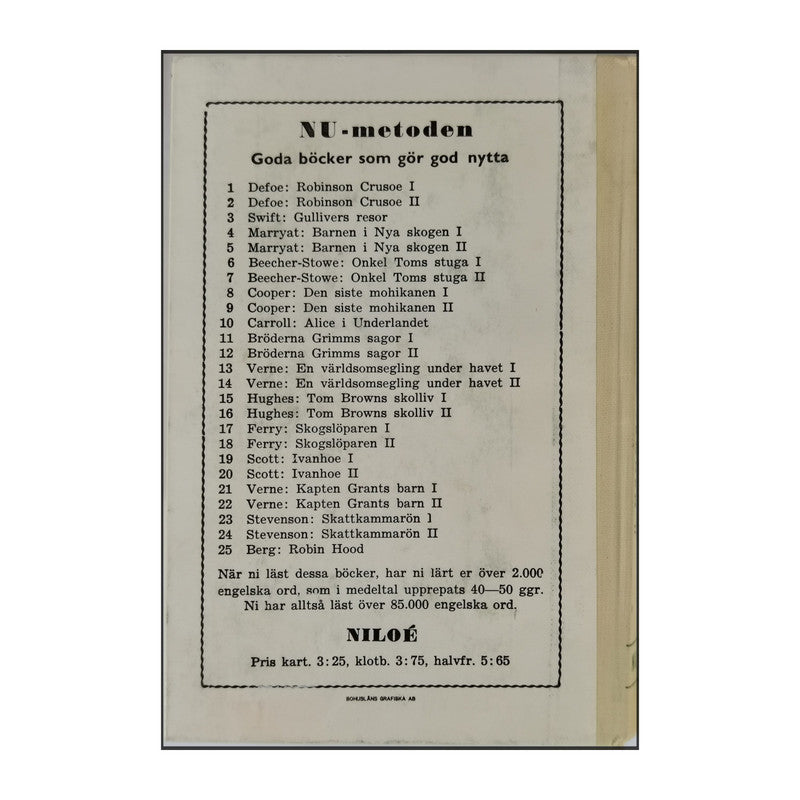 NU-metoden
Goda böcker som gör god nytta
1 Defoe: Robinson Crusoe I
2 Defoe: Robinson Crusoe II
3 Swift: Gullivers resor
4 Marryat: Barnen i Nya skogen I
5 Marryat: Barnen i Nya skogen II
6 Beecher-Stowe: Onkel Toms stuga I
7 Beecher-Stowe: Onkel Toms stuga II
8 Cooper: Den siste mohikanen I
9 Cooper: Den siste mohikanen II
10 Carroll: Alice i Underlandet
11 Bröderna Grimms sagor I
12 Bröderna Grimms sagor II
13 Verne: En världsomsegling under havet I
14 Verne: En världsomsegling under havet II
15 Hughes: Tom Browns skolliv I
16 Hughes: Tom Browns skolliv II
17 Ferry: Skogslöparen I
18 Ferry: Skogslöparen II
19 Scott: Ivanhoe I
20 Scott: Ivanhoe II
21 Verne: Kapten Grants barn I
22 Verne: Kapten Grants barn II
23 Stevenson: Skattkammarön I
24 Stevenson: Skattkammarön II
25 Berg: Robin Hood
När ni läst dessa böcker, har ni lärt er över 2.000
engelska ord, som i medeltal upprepats 40—50 ggr.
Ni har alltså läst över 85.000 engelska ord.
NILOÉ
Pris kart. 3:25, klotb. 3:75, halvfr. 5:65
BOHUSLÄNS GRAFISKA AB